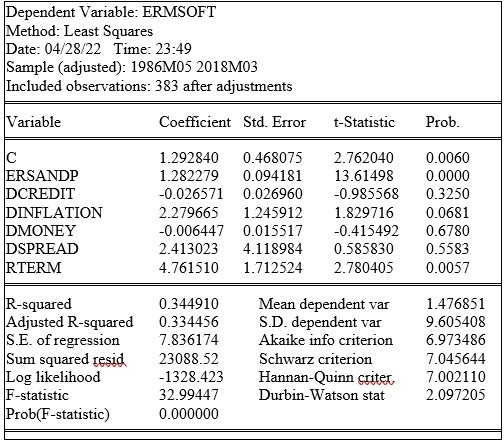 Dependent Variable: ERMSOFT
Method: Least Squares
Date: 04/28/22 Time: 23:49
Sample (adjusted): 1986M05 2018M03
Included observations: 383 after adjustments
Variable Coefficient Std. Error t-Statistic Prob.
C 1.292840 0.468075 2.762040 0.0060
ERSANDP 1.282279 0.094181 13.61498 0.0000
DCREDIT -0.026571 0.026960 -0.985568 0.3250
DINFLATION 2.279665 1.245912 1.829716 0.0681
DMONEY -0.006447 0.015517 -0.415492 0.6780
DSPREAD 2.413023 4.118984 0.585830 0.5583
RTERM 4.761510 1.712524 2.780405 0.0057
R-squared 0.344910 Mean dependent var 1.476851
Adjusted R-squared 0.334456 S.D. dependent var 9.605408
S.E. of regression 7.836174 Akaike info criterion 6.973486
Sum squared resid 23088.52 Schwarz criterion 7.045644
Log likelihood -1328.423 Hannan-Quinn criter. 7.002110
F-statistic 32.99447 Durbin-Watson stat 2.097205
Prob(F-statistic) 0.000000